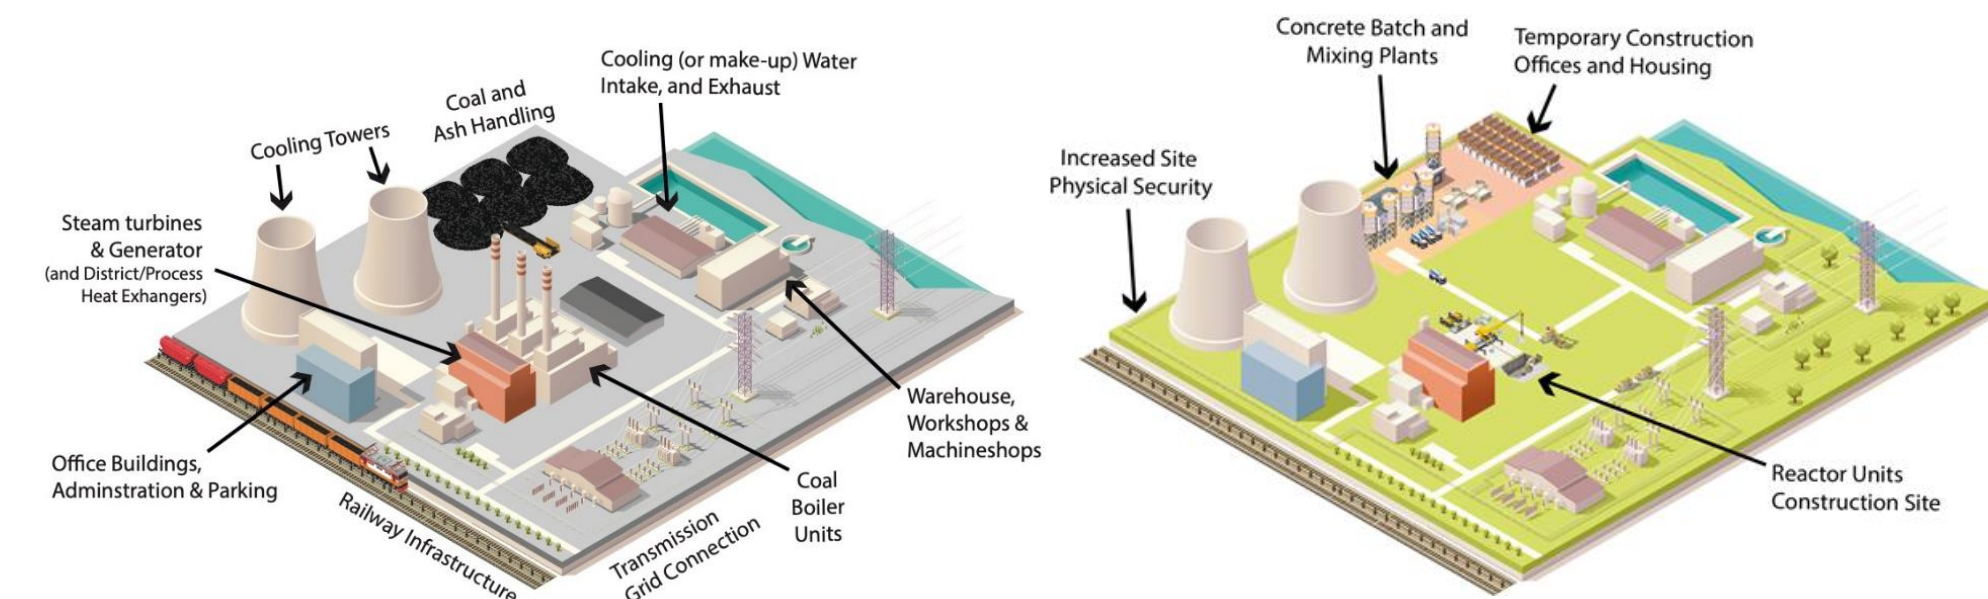 Cooling (or make-up) Water
Intake, and Exhaust
Coal and
Ash Handling
Cooling Towers
Steam turbines
& Generator
(and District/Process
Heat Exhangers)
Office Buildings,
Adminstration & Parking
Railway Infrastructure
Transmission
Grid Connection
Coal
Boiler
Units
Warehouse,
Workshops &
Machineshops
Concrete Batch and
Mixing Plants
Temporary Construction
Offices and Housing
Increased Site
Physical Security
Reactor Units
Construction Site